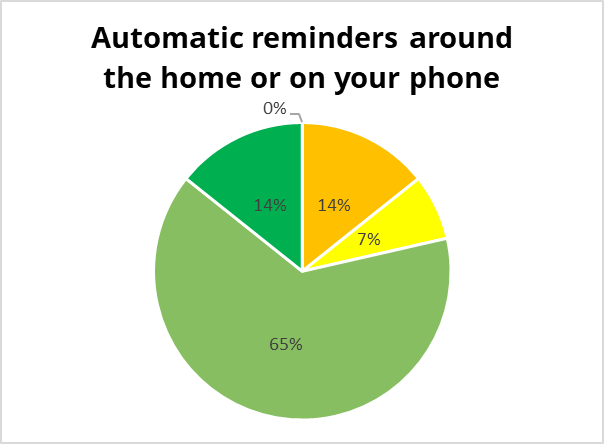 Automatic reminders around
the home or on your phone
0%
14%
14%
7%
65%